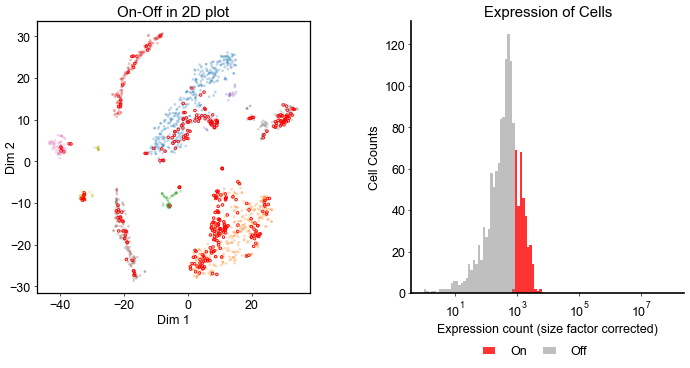 On-Off in 2D plot
30
20
10
0
−10
−20
−30
Dim 2
−40
−20
0
20
Dim 1
Expression of Cells
120
100
80
60
40
20
0
Cell Counts
10^1
10^3
10^5
10^7
Expression count (size factor corrected)
On
Off